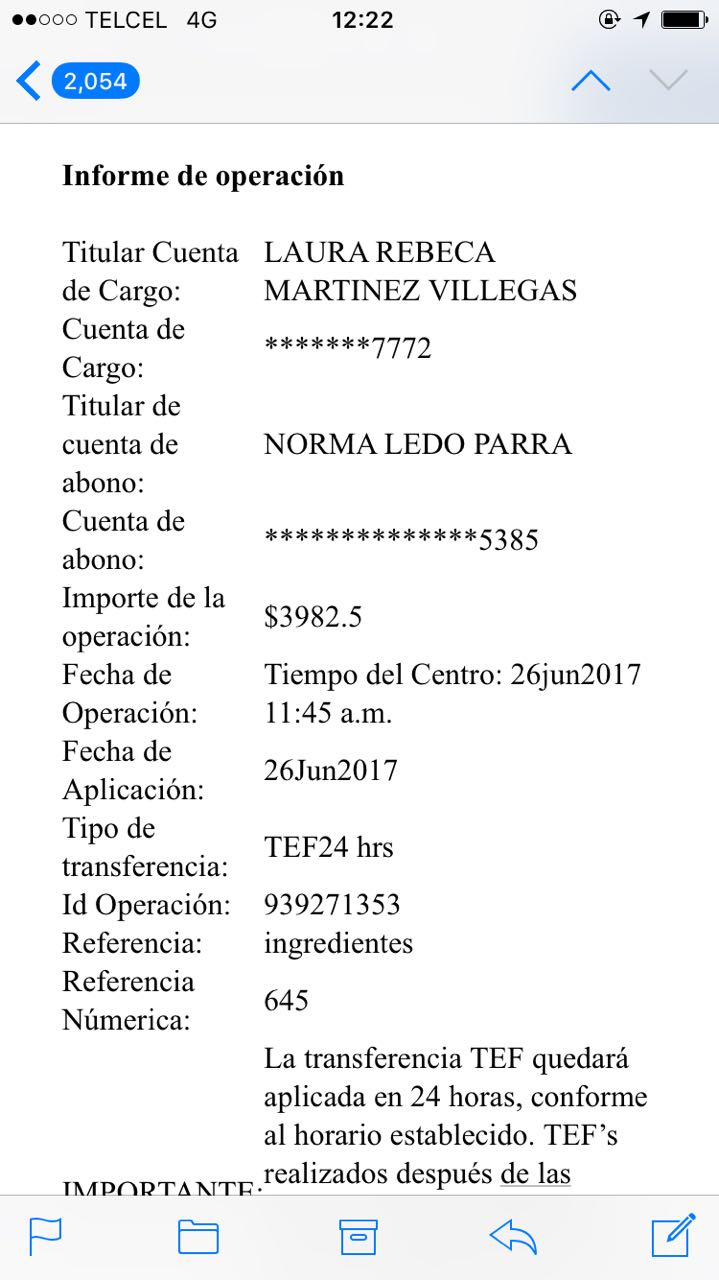 TELCEL 4G 12:22
2,054
Informe de operación
Titular Cuenta LAURA REBECA
de Cargo: MARTINEZ VILLEGAS
Cuenta de
Cargo: *******7772
Titular de
cuenta de NORMA LEDO PARRA
abono:
Cuenta de
abono: **************5385
Importe de la
operación: $3982.5
Fecha de Tiempo del Centro: 26jun2017
Operación: 11:45 a.m.
Fecha de
Aplicación: 26Jun2017
Tipo de
transferencia: TEF24 hrs
Id Operación: 939271353
Referencia: ingredientes
Referencia
Númerica: 645
La transferencia TEF quedará
aplicada en 24 horas, conforme
al horario establecido. TEF’s
realizados después de las
IMPORTANTE: